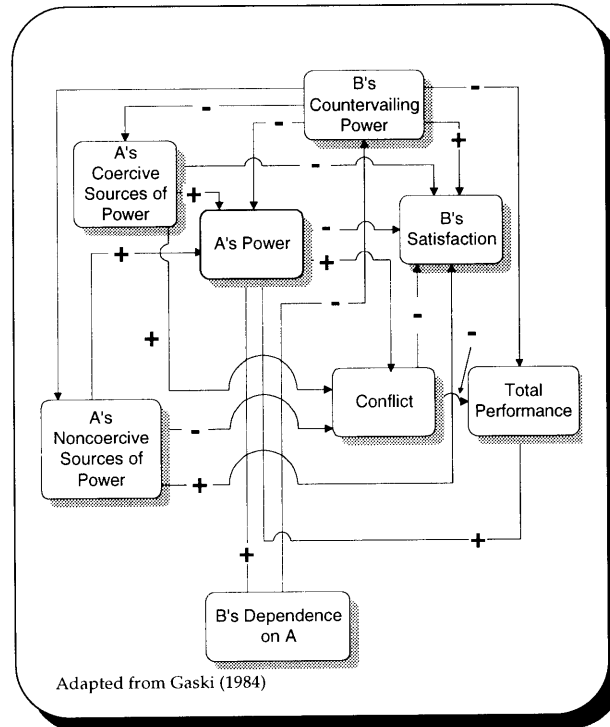 B's
Countervailing
Power
-
-
-
+
-
A's
Coercive
Sources of
Power
+
B's
Satisfaction
A's Power
-
+
+
-
-
-
+
Conflict
Total
Performance
A's
Noncoercive
Sources of
Power
-
+
+
+
B's Dependence
on A
Adapted from Gaski (1984)